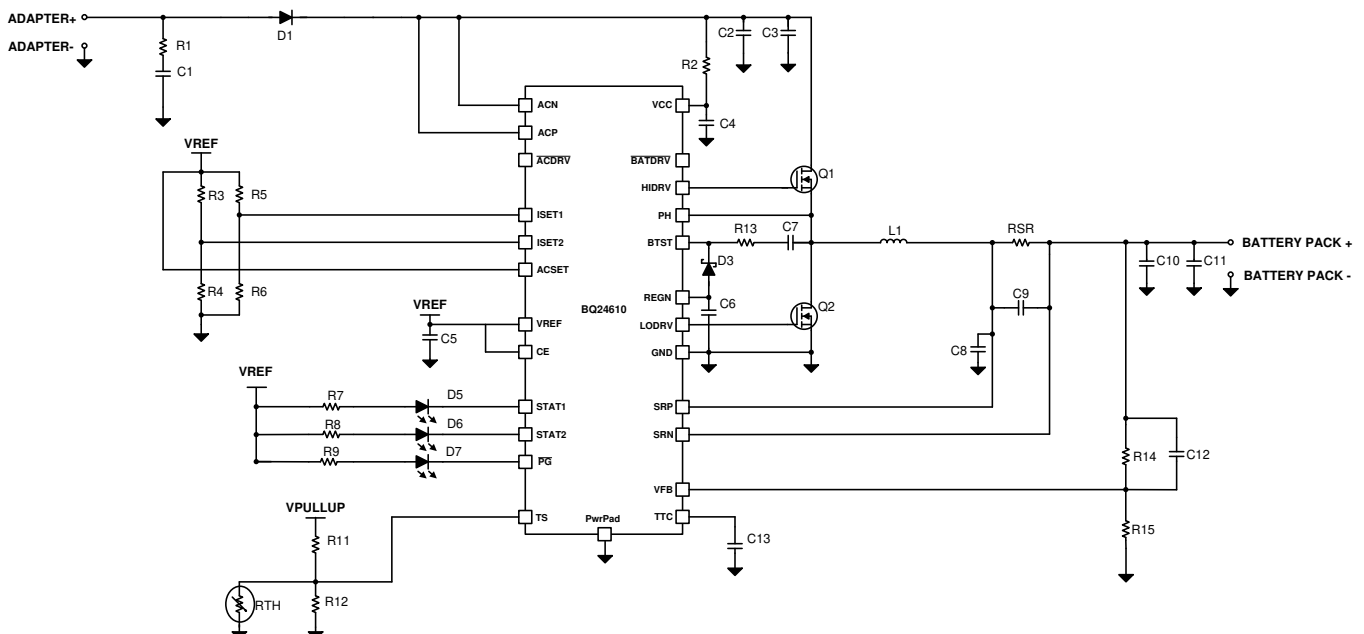 ADAPTER+
D1
ADAPTER-
R1
C1
C2
C3
R2
C4
ACN
VCC
ACP
ACDRV
BATDRV
VREF
HIDRV
Q1
R3
R5
ISET1
PH
ISET2
BTST
R13
C7
L1
RSR
BATTERY PACK +
ACSET
D3
C10
C11
BATTERY PACK -
R4
R6
REGN
C6
C9
VREF
BQ24610
Q2
VREF
LODRV
C5
CE
GND
C8
VREF
R7
D5
STAT1
SRP
R8
D6
STAT2
SRN
R9
D7
PG
R14
C12
VFB
VPULLUP
TS
PwrPad
TTC
R11
C13
R15
RTH
R12